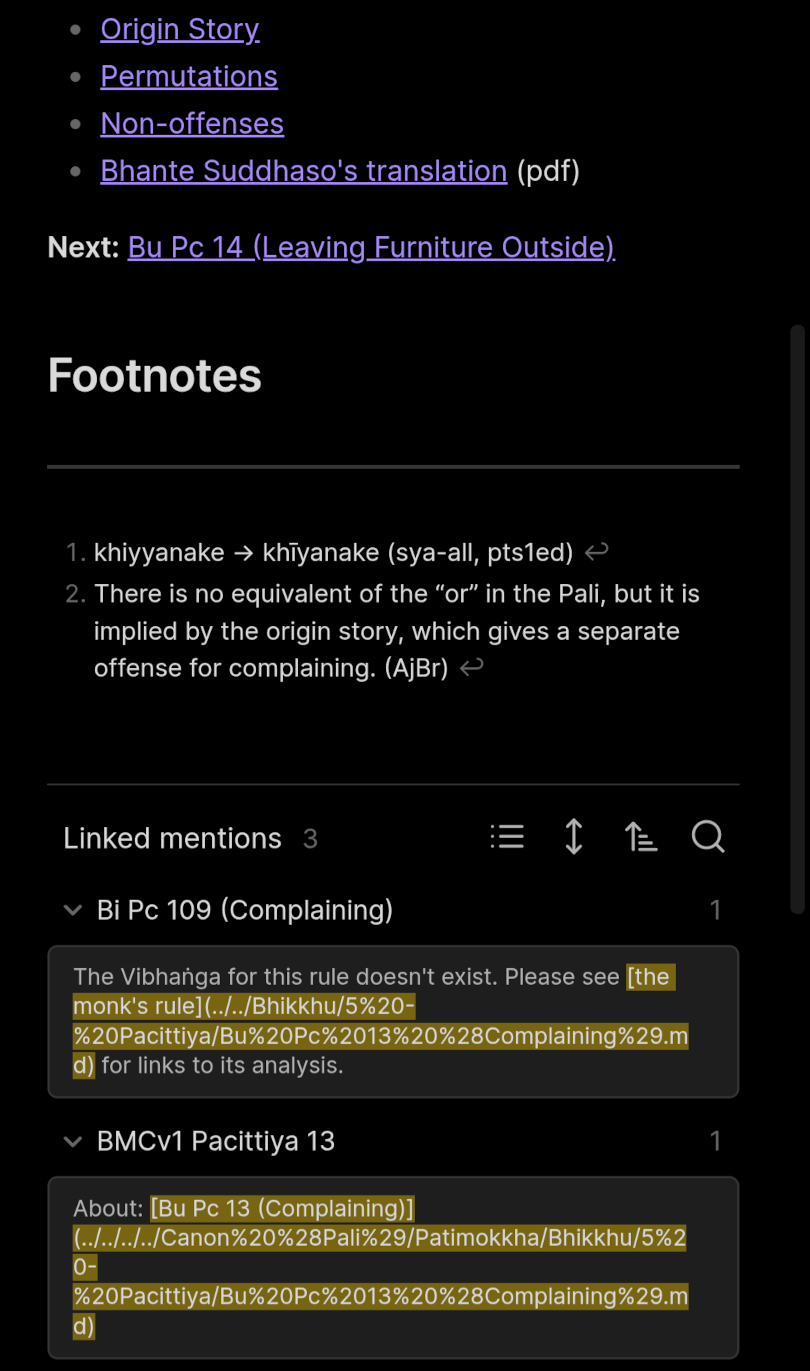 Origin Story
Permutations
Non-offenses
Bhante Suddhaso's translation (pdf)
Next: Bu Pc 14 (Leaving Furniture Outside)
Footnotes
1. khiyyanake → khīyanake (sya-all, pts1ed) ↩
2. There is no equivalent of the “or” in the Pali, but it is
implied by the origin story, which gives a separate
offense for complaining. (AjBr) ↩
Linked mentions 3
Bi Pc 109 (Complaining) 1
The Vibhaṅga for this rule doesn't exist. Please see [the
monk's rule](../../Bhikkhu/5%20-
%20Pacittiya/Bu%20Pc%2013%20%28Complaining%29.m
d) for links to its analysis.
BMCv1 Pacittiya 13 1
About: [Bu Pc 13 (Complaining)]
(../../../../Canon%20%28Pali%29/Patimokkha/Bhikkhu/5%2
0-
%20Pacittiya/Bu%20Pc%2013%20%28Complaining%29.m
d)